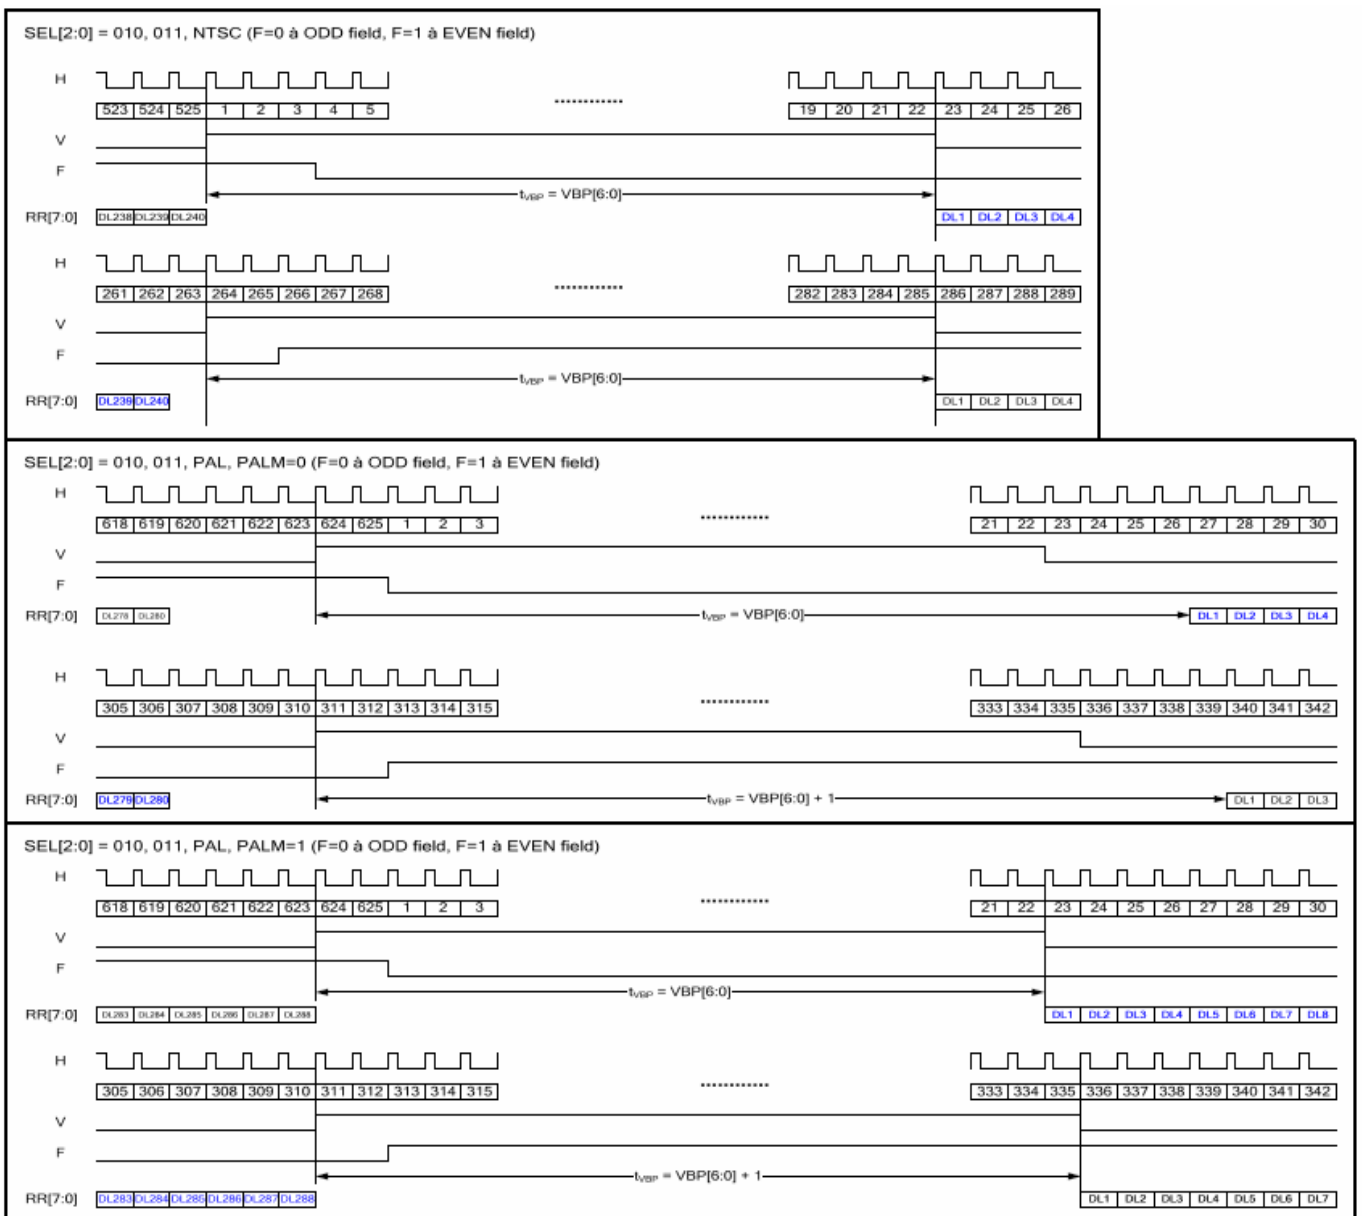 SEL[2:0] = 010, 011, NTSC (F=0 à ODD field, F=1 à EVEN field)
H
523 524 525 1 2 3 4 5 ............ 19 20 21 22 23 24 25 26
V
F
tVBP = VBP[6:0]
RR[7:0] DL238 DL239 DL240 DL1 DL2 DL3 DL4
H
261 262 263 264 265 266 267 268 ............ 282 283 284 285 286 287 288 289
V
F
tVBP = VBP[6:0]
RR[7:0] DL239 DL240 DL1 DL2 DL3 DL4
SEL[2:0] = 010, 011, PAL, PALM=0 (F=0 à ODD field, F=1 à EVEN field)
H
618 619 620 621 622 623 624 625 1 2 3 ............ 21 22 23 24 25 26 27 28 29 30
V
F
RR[7:0] DL278 DL280 tVBP = VBP[6:0] DL1 DL2 DL3 DL4
H
305 306 307 308 309 310 311 312 313 314 315 ............ 333 334 335 336 337 338 339 340 341 342
V
F
RR[7:0] DL279 DL280 tVBP = VBP[6:0] + 1 DL1 DL2 DL3
SEL[2:0] = 010, 011, PAL, PALM=1 (F=0 à ODD field, F=1 à EVEN field)
H
618 619 620 621 622 623 624 625 1 2 3 ............ 21 22 23 24 25 26 27 28 29 30
V
F
tVBP = VBP[6:0]
RR[7:0] DL283 DL284 DL285 DL286 DL287 DL288 DL1 DL2 DL3 DL4 DL5 DL6 DL7 DL8
H
305 306 307 308 309 310 311 312 313 314 315 ............ 333 334 335 336 337 338 339 340 341 342
V
F
tVBP = VBP[6:0] + 1
RR[7:0] DL283 DL284 DL285 DL286 DL287 DL288 DL1 DL2 DL3 DL4 DL5 DL6 DL7